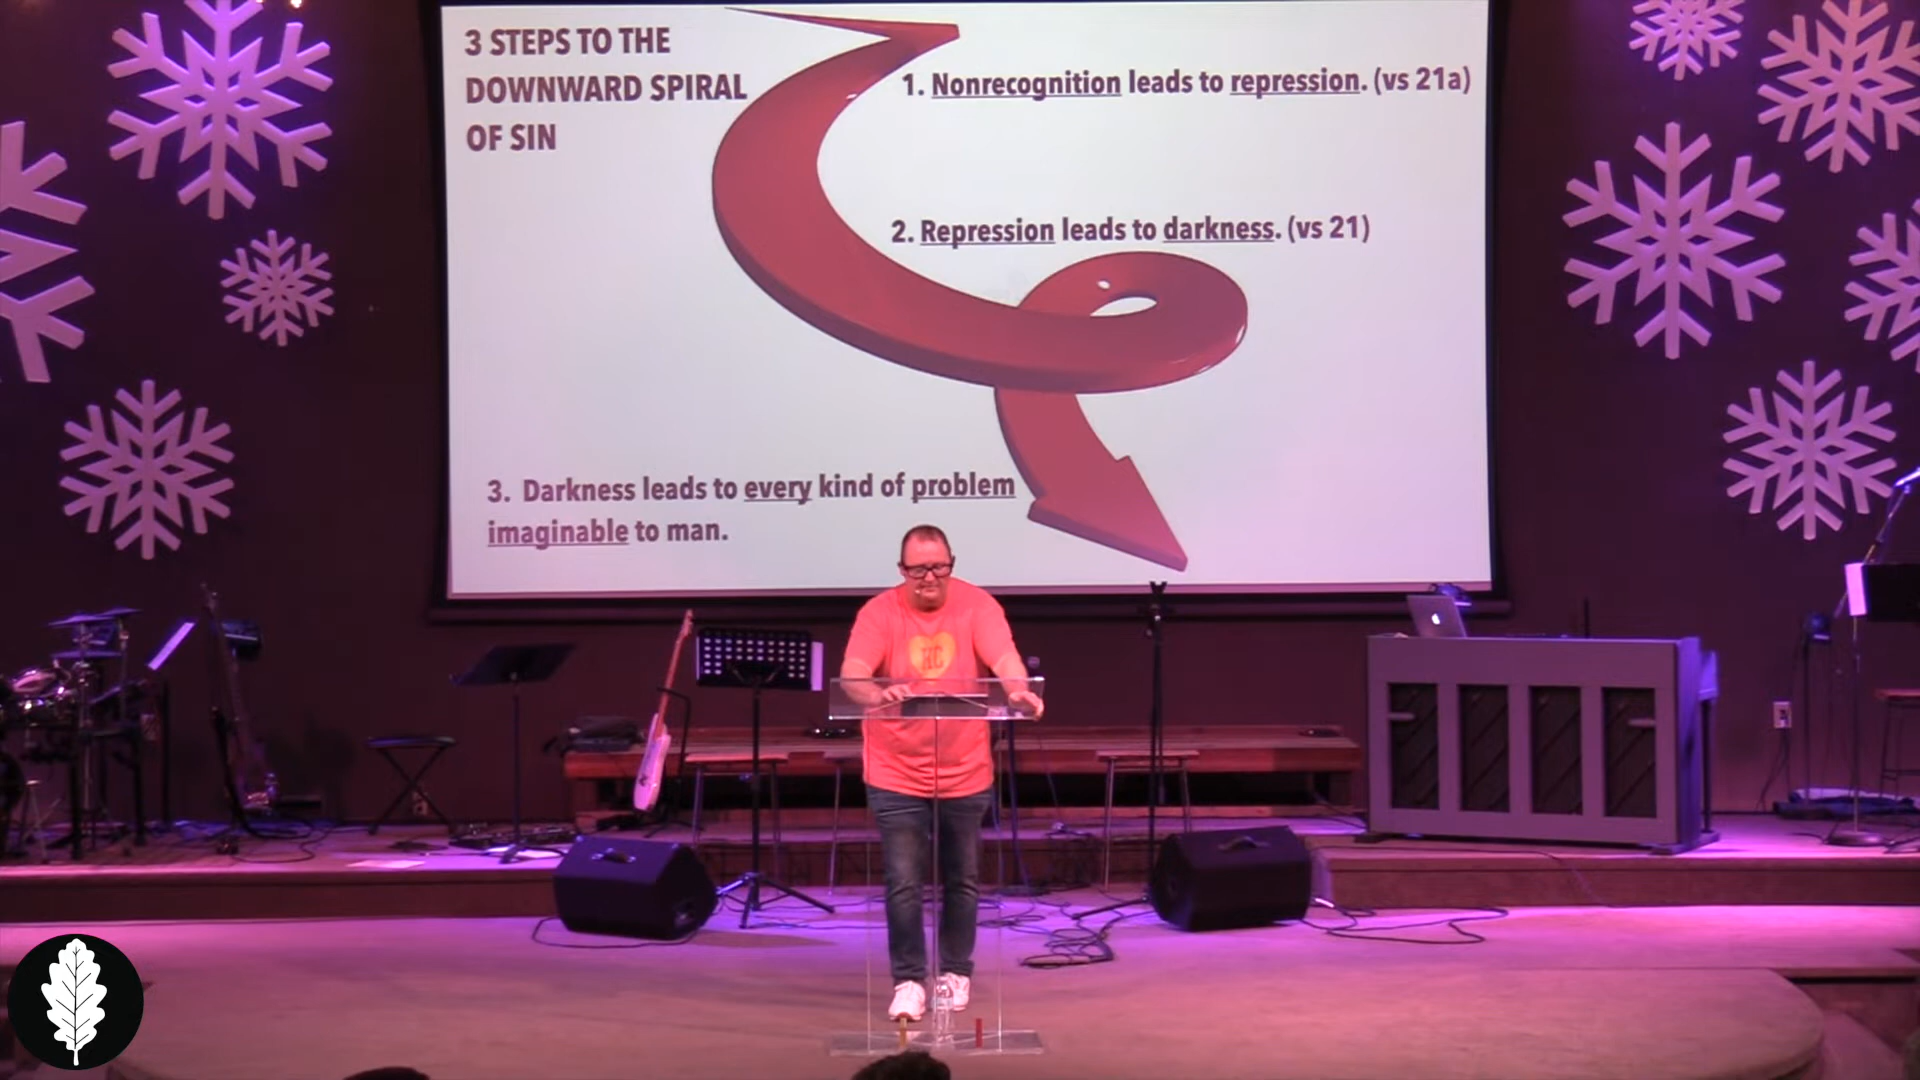 3 STEPS TO THE
DOWNWARD SPIRAL
OF SIN
1. Nonrecognition leads to repression. (vs 21a)
2. Repression leads to darkness. (vs 21)
3. Darkness leads to every kind of problem
imaginable to man.
HC